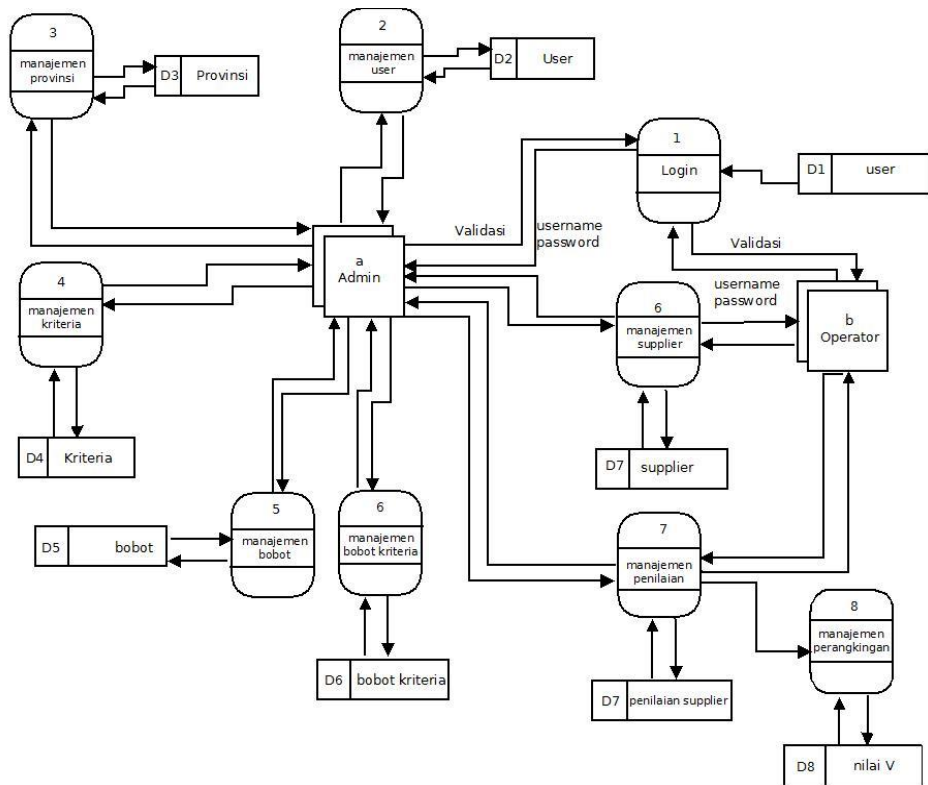 3
manajemen
provinsi
D3 Provinsi
2
manajemen
user
D2 User
1
Login
D1 user
Validasi
username
password
a
Admin
Validasi
username
password
b
Operator
4
manajemen
kriteria
D4 Kriteria
6
manajemen
supplier
D7 supplier
5
manajemen
bobot
D5 bobot
6
manajemen
bobot kriteria
D6 bobot kriteria
7
manajemen
penilaian
D7 penilaian supplier
8
manajemen
perangkingan
D8 nilai V